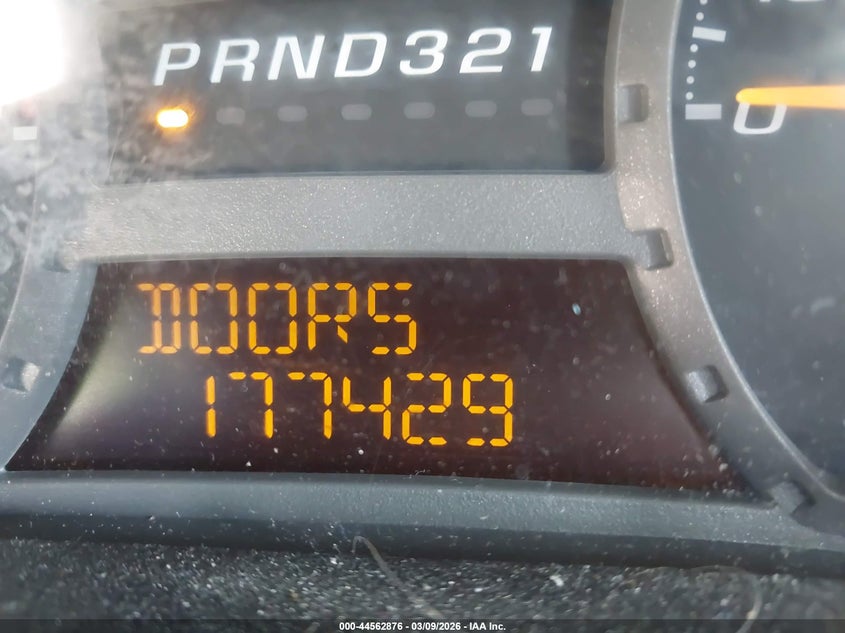 PRND321
0
DOORS
177429
000-44562876 - 03/09/2026 - IAA Inc.